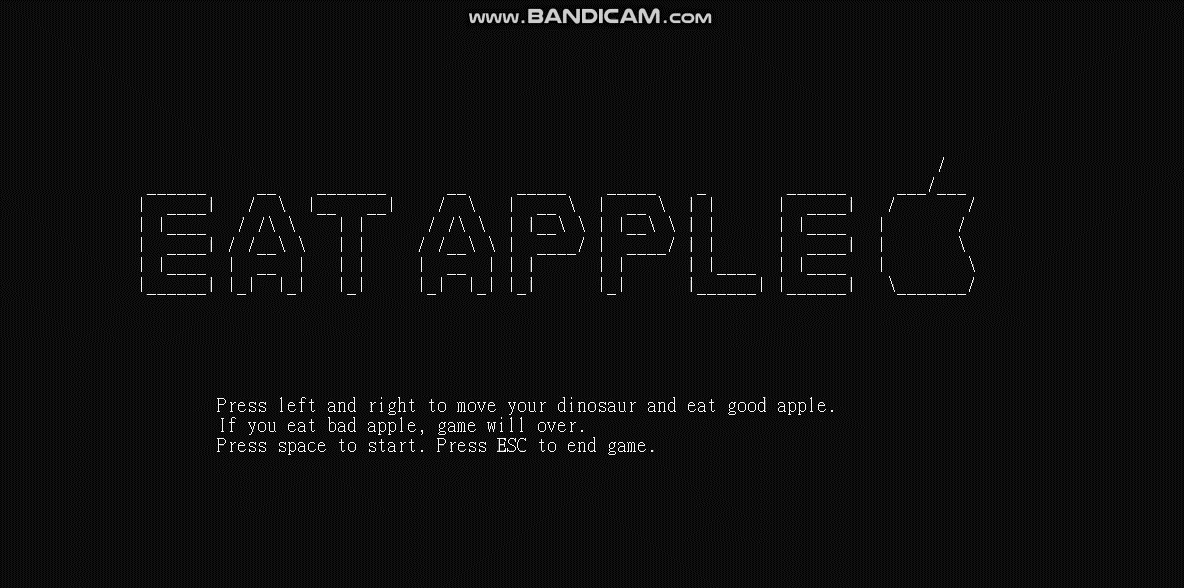 www.BANDICAM.com
EAT APPLE
Press left and right to move your dinosaur and eat good apple.
If you eat bad apple, game will over.
Press space to start. Press ESC to end game.